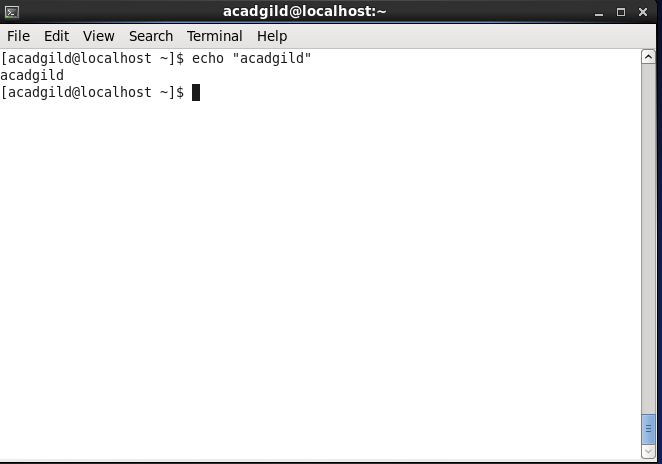 acadgild@localhost:~
File Edit View Search Terminal Help
[acadgild@localhost ~]$ echo "acadgild"
acadgild
[acadgild@localhost ~]$